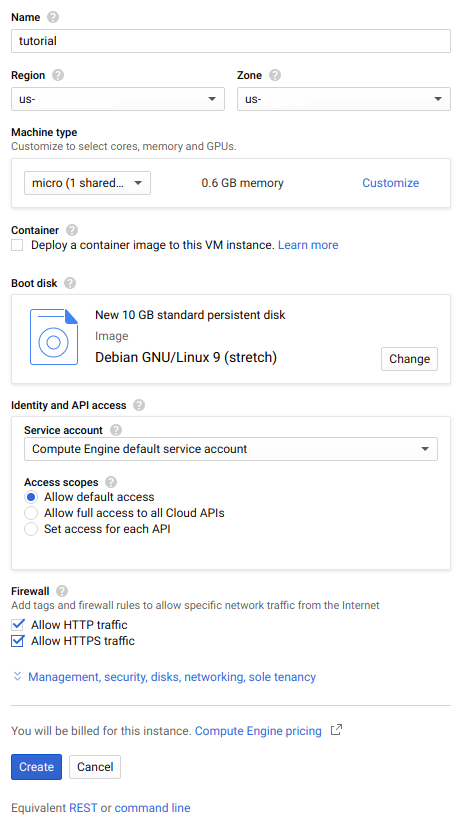 Name
tutorial
Region Zone
us- us-
Machine type
Customize to select cores, memory and GPUs.
micro (1 shared... 0.6 GB memory Customize
Container
Deploy a container image to this VM instance. Learn more
Boot disk
New 10 GB standard persistent disk
Image
Debian GNU/Linux 9 (stretch)
Change
Identity and API access
Service account
Compute Engine default service account
Access scopes
Allow default access
Allow full access to all Cloud APIs
Set access for each API
Firewall
Add tags and firewall rules to allow specific network traffic from the Internet
Allow HTTP traffic
Allow HTTPS traffic
Management, security, disks, networking, sole tenancy
You will be billed for this instance. Compute Engine pricing
Create Cancel
Equivalent REST or command line